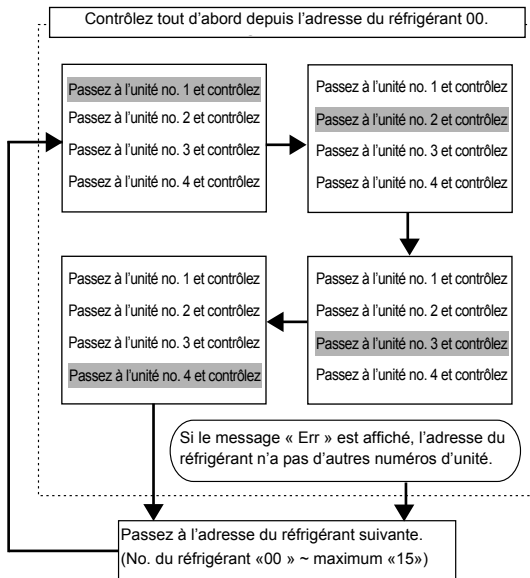 Contrôlez tout d'abord depuis l'adresse du réfrigérant 00.
Passez à l'unité no. 1 et contrôlez
Passez à l'unité no. 2 et contrôlez
Passez à l'unité no. 3 et contrôlez
Passez à l'unité no. 4 et contrôlez
Passez à l'unité no. 1 et contrôlez
Passez à l'unité no. 2 et contrôlez
Passez à l'unité no. 3 et contrôlez
Passez à l'unité no. 4 et contrôlez
Passez à l'unité no. 1 et contrôlez
Passez à l'unité no. 2 et contrôlez
Passez à l'unité no. 3 et contrôlez
Passez à l'unité no. 4 et contrôlez
Passez à l'unité no. 1 et contrôlez
Passez à l'unité no. 2 et contrôlez
Passez à l'unité no. 3 et contrôlez
Passez à l'unité no. 4 et contrôlez
Si le message « Err » est affiché, l'adresse du
réfrigérant n'a pas d'autres numéros d'unité.
Passez à l'adresse du réfrigérant suivante.
(No. du réfrigérant «00 » ~ maximum «15»)